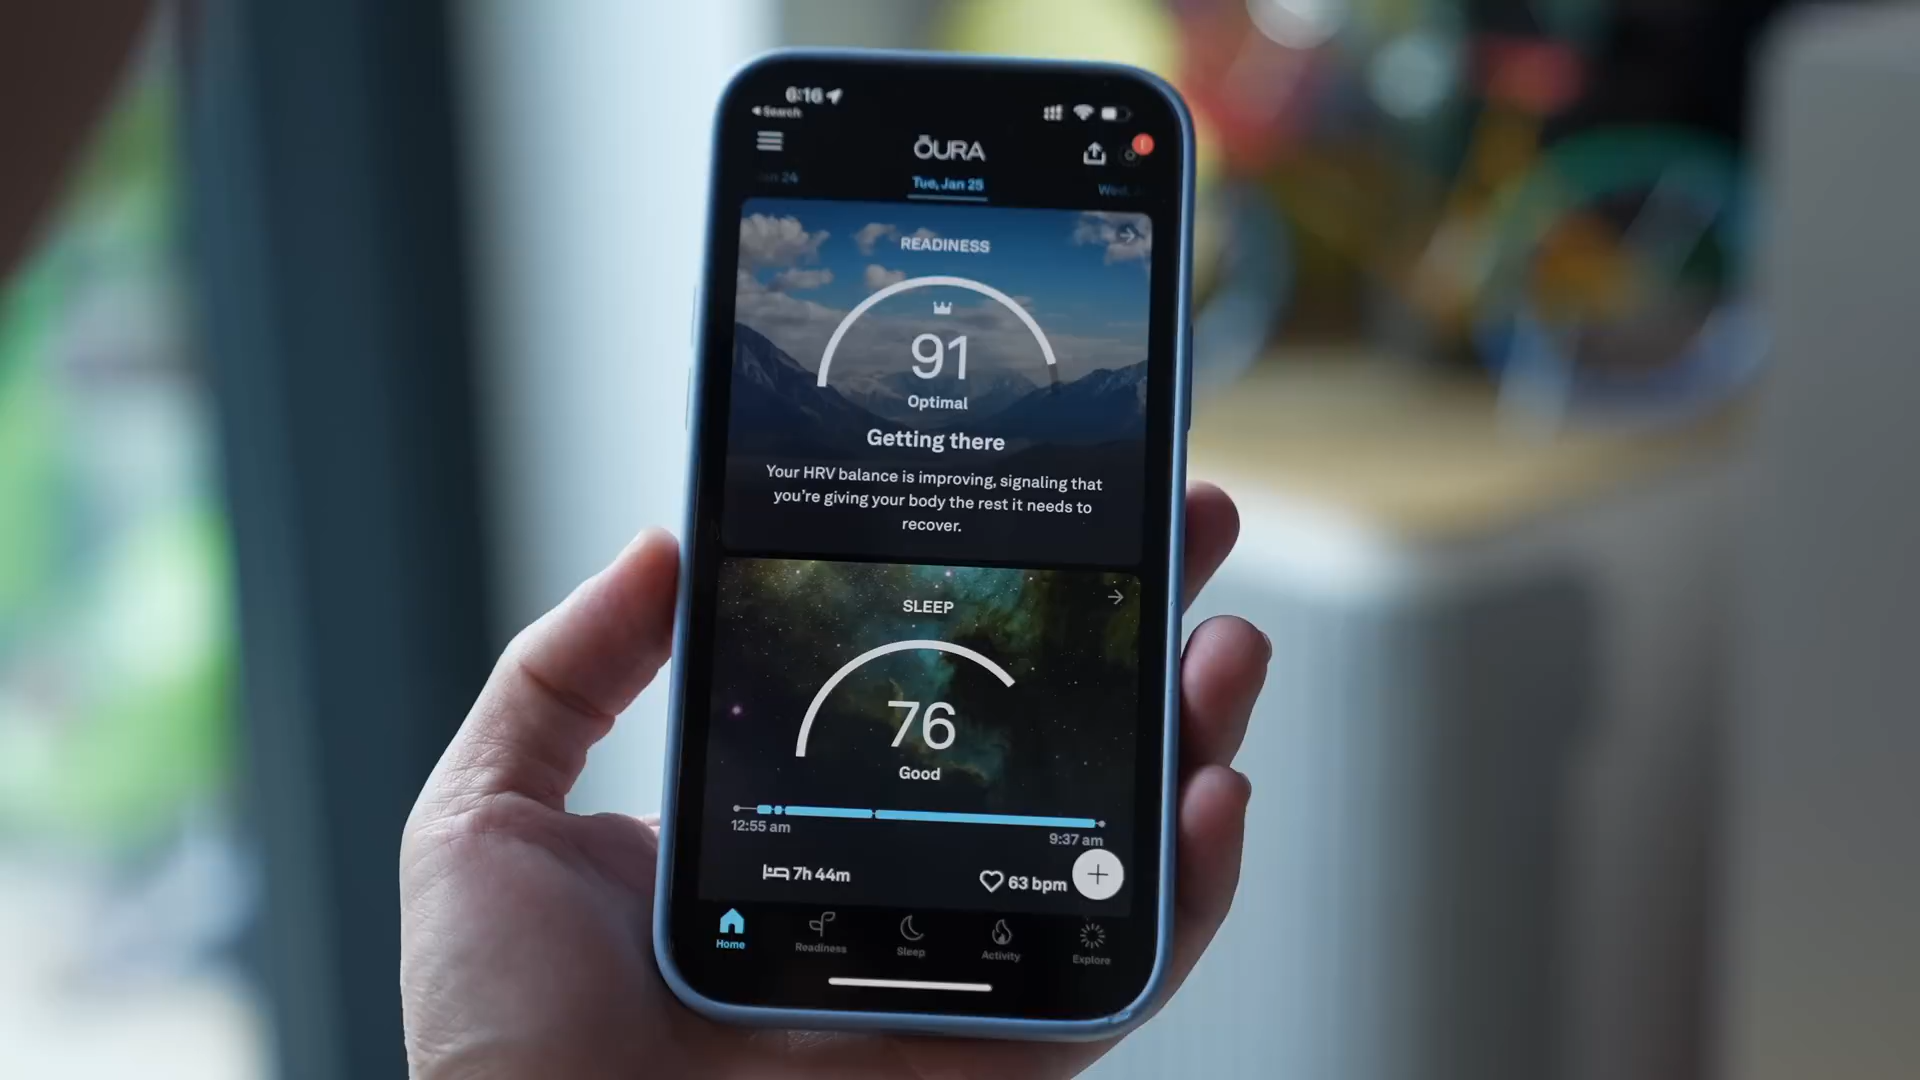 6:16
Search
ŌURA
24
Tue, Jan 25
Wed,
READINESS
91
Optimal
Getting there
Your HRV balance is improving, signaling that
you're giving your body the rest it needs to
recover.
SLEEP
76
Good
12:55 am
9:37 am
7h 44m
63 bpm
Home
Readiness
Sleep
Activity
Explore